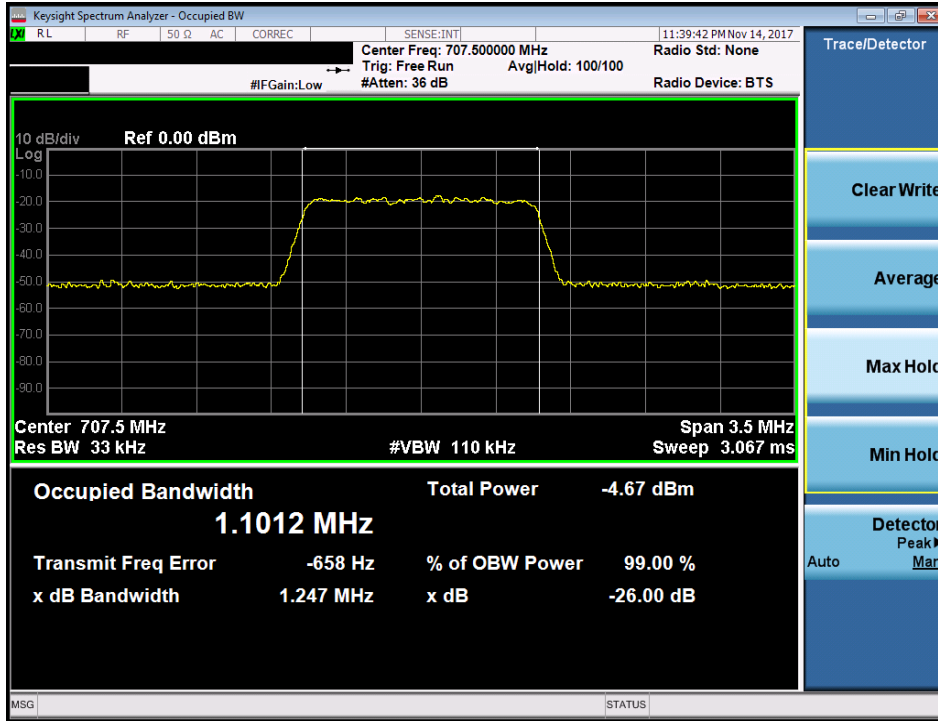 Keysight Spectrum Analyzer - Occupied BW
LXI RL RF 50 Ω AC CORREC SENSE:INT 11:39:42 PM Nov 14, 2017
Center Freq: 707.500000 MHz Radio Std: None
Trig: Free Run Avg|Hold: 100/100
#IFGain:Low #Atten: 36 dB Radio Device: BTS
10 dB/div Ref 0.00 dBm
Log
-10.0
-20.0
-30.0
-40.0
-50.0
-60.0
-70.0
-80.0
-90.0
Center 707.5 MHz Span 3.5 MHz
Res BW 33 kHz #VBW 110 kHz Sweep 3.067 ms
Occupied Bandwidth Total Power -4.67 dBm
1.1012 MHz
Transmit Freq Error -658 Hz % of OBW Power 99.00 %
x dB Bandwidth 1.247 MHz x dB -26.00 dB
MSG STATUS
Trace/Detector
Clear Write
Average
Max Hold
Min Hold
Detector
Peak
Auto Man